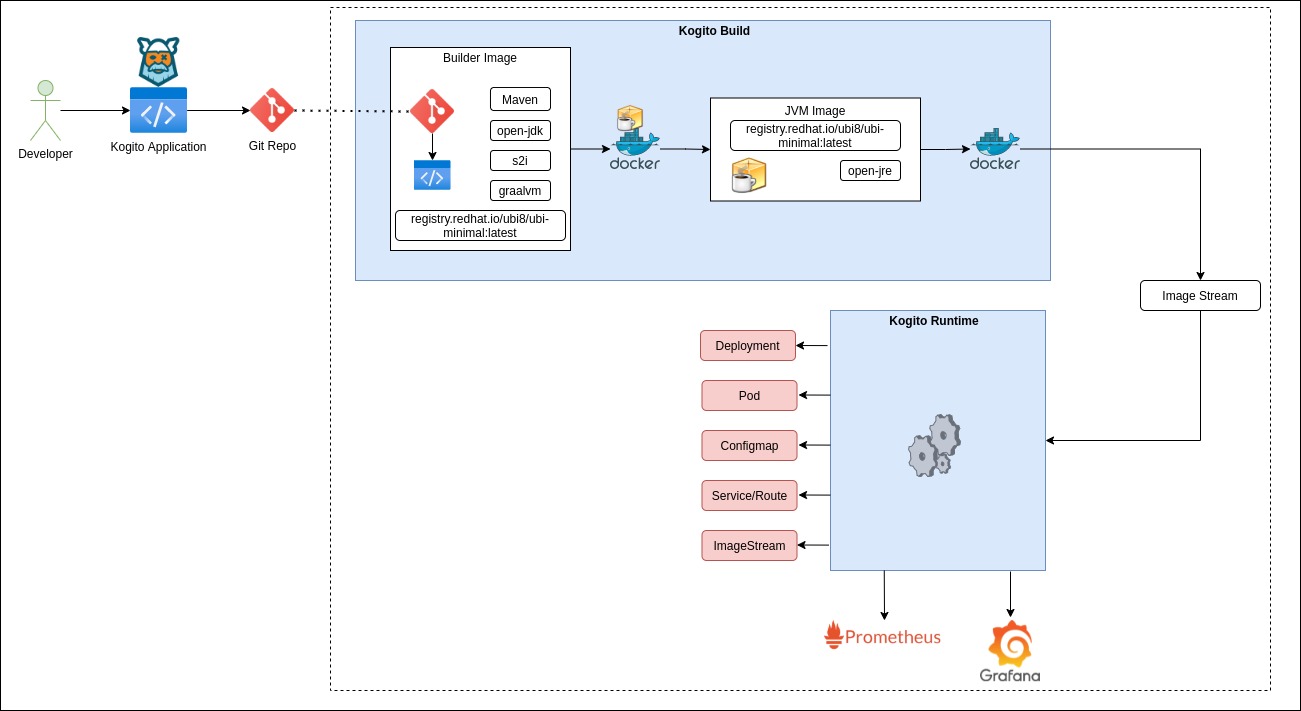 Kogito Build
Builder Image
Maven
open-jdk
s2i
graalvm
registry.redhat.io/ubi8/ubi-
minimal:latest
docker
JVM Image
registry.redhat.io/ubi8/ubi-
minimal:latest
open-jre
docker
Developer
Kogito Application
Git Repo
Image Stream
Kogito Runtime
Deployment
Pod
Configmap
Service/Route
ImageStream
Prometheus
Grafana